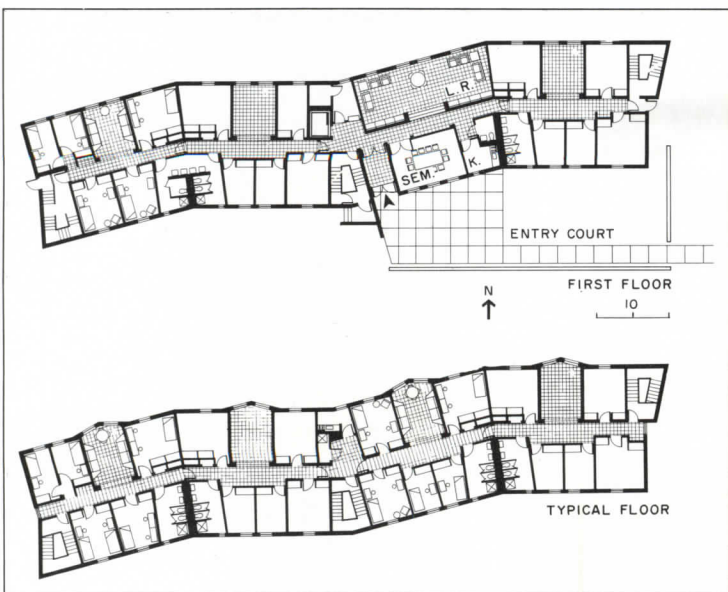 L.R.
SEM.
K.
ENTRY COURT
FIRST FLOOR
N
10
TYPICAL FLOOR